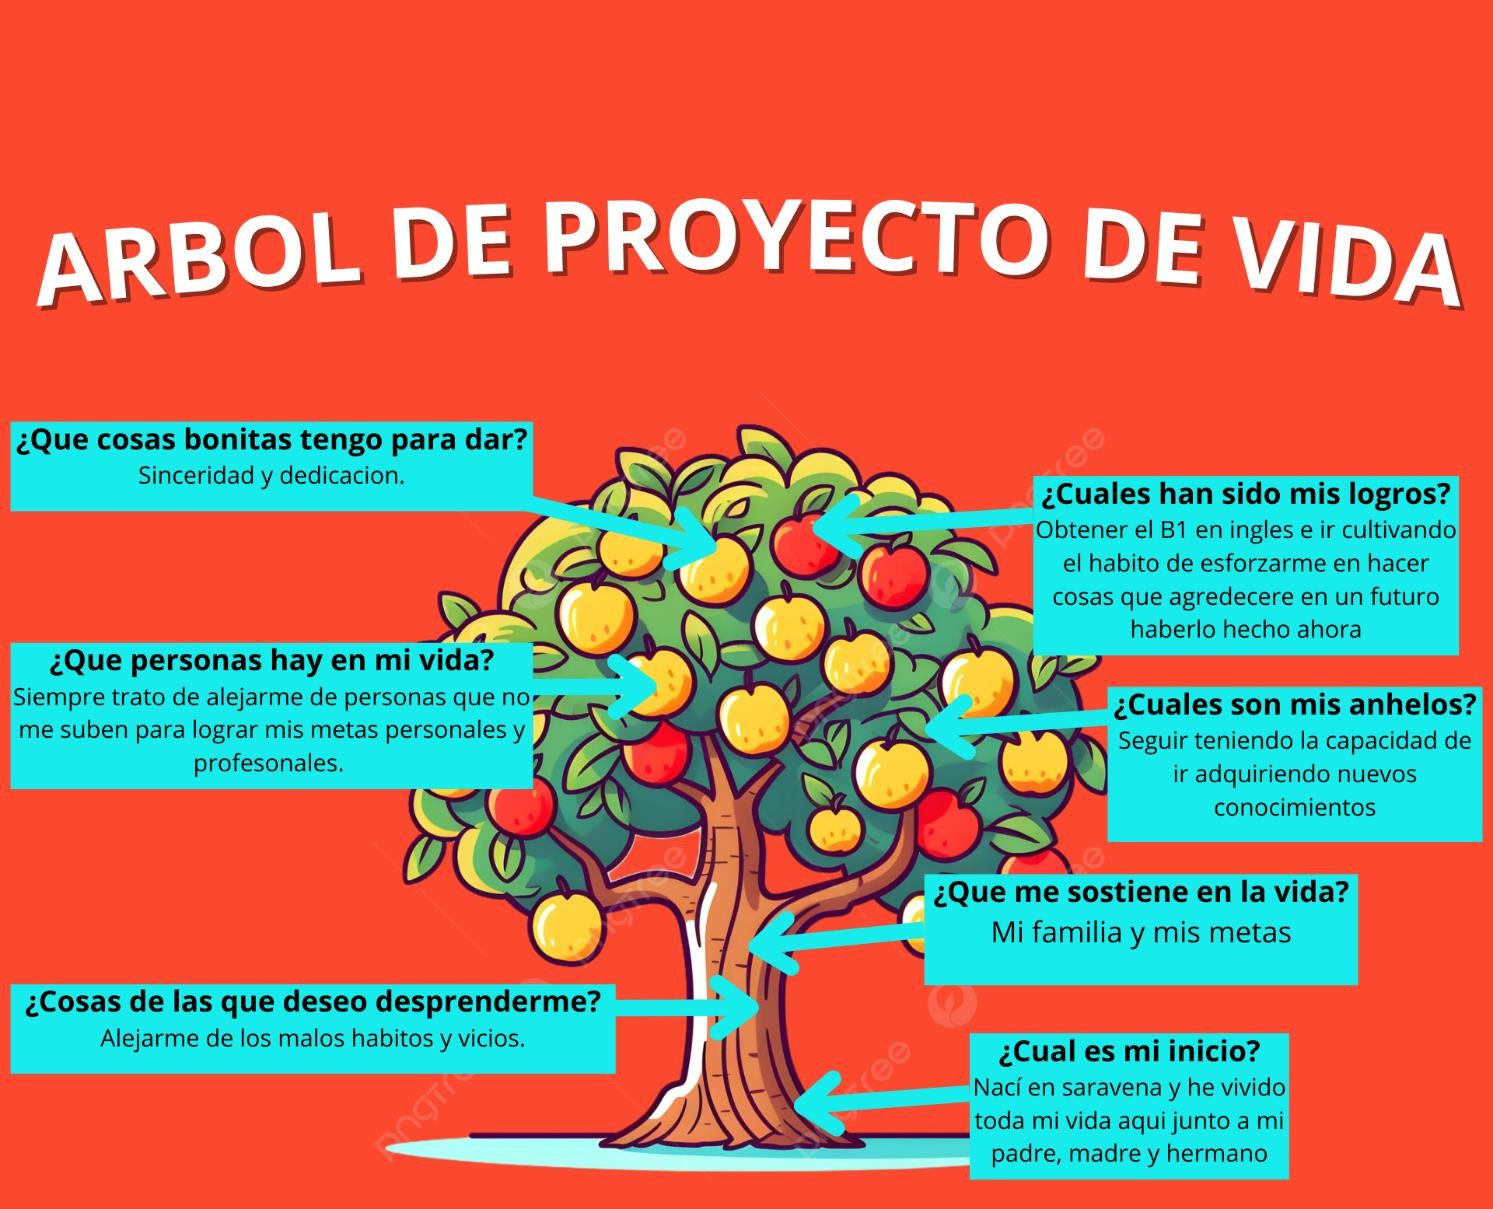 ARBOL DE PROYECTO DE VIDA
¿Que cosas bonitas tengo para dar?
Sinceridad y dedicacion.
¿Cuales han sido mis logros?
Obtener el B1 en ingles e ir cultivando
el habito de esforzarme en hacer
cosas que agredecere en un futuro
haberlo hecho ahora
¿Que personas hay en mi vida?
Siempre trato de alejarme de personas que no
me suben para lograr mis metas personales y
profesonales.
¿Cuales son mis anhelos?
Seguir teniendo la capacidad de
ir adquiriendo nuevos
conocimientos
¿Que me sostiene en la vida?
Mi familia y mis metas
¿Cosas de las que deseo desprenderme?
Alejarme de los malos habitos y vicios.
¿Cual es mi inicio?
Nací en saravena y he vivido
toda mi vida aqui junto a mi
padre, madre y hermano
pngtree